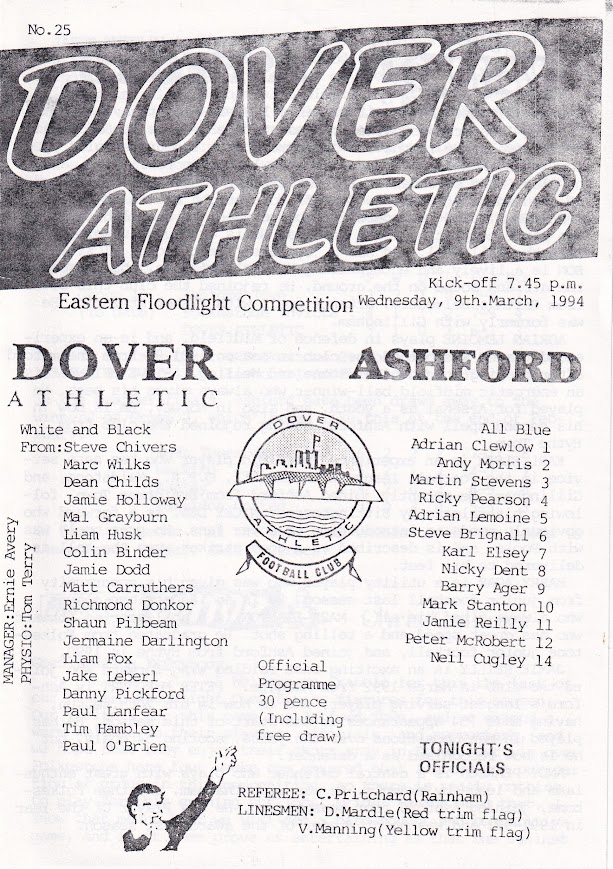 No.25
DOVER
ATHLETIC
Kick-off 7.45 p.m.
Eastern Floodlight Competition Wednesday, 9th.March, 1994
DOVER
ATHLETIC
White and Black
From:Steve Chivers
Marc Wilks
Dean Childs
Jamie Holloway
Mal Grayburn
Liam Husk
Colin Binder
Jamie Dodd
Matt Carruthers
Richmond Donkor
Shaun Pilbeam
Jermaine Darlington
Liam Fox
Jake Leberl
Danny Pickford
Paul Lanfear
Tim Hambley
Paul O'Brien
MANAGER:Ernie Avery
PHYSIO:Tom Terry
DOVER
ATHLETIC
FOOTBALL CLUB
ASHFORD
All Blue
Adrian Clewlow 1
Andy Morris 2
Martin Stevens 3
Ricky Pearson 4
Adrian Lemoine 5
Steve Brignall 6
Karl Elsey 7
Nicky Dent 8
Barry Ager 9
Mark Stanton 10
Jamie Reilly 11
Peter McRobert 12
Neil Cugley 14
Official
Programme
30 pence
(Including
free draw)
TONIGHT'S
OFFICIALS
REFEREE: C.Pritchard(Rainham)
LINESMEN: D.Mardle(Red trim flag)
V.Manning(Yellow trim flag)